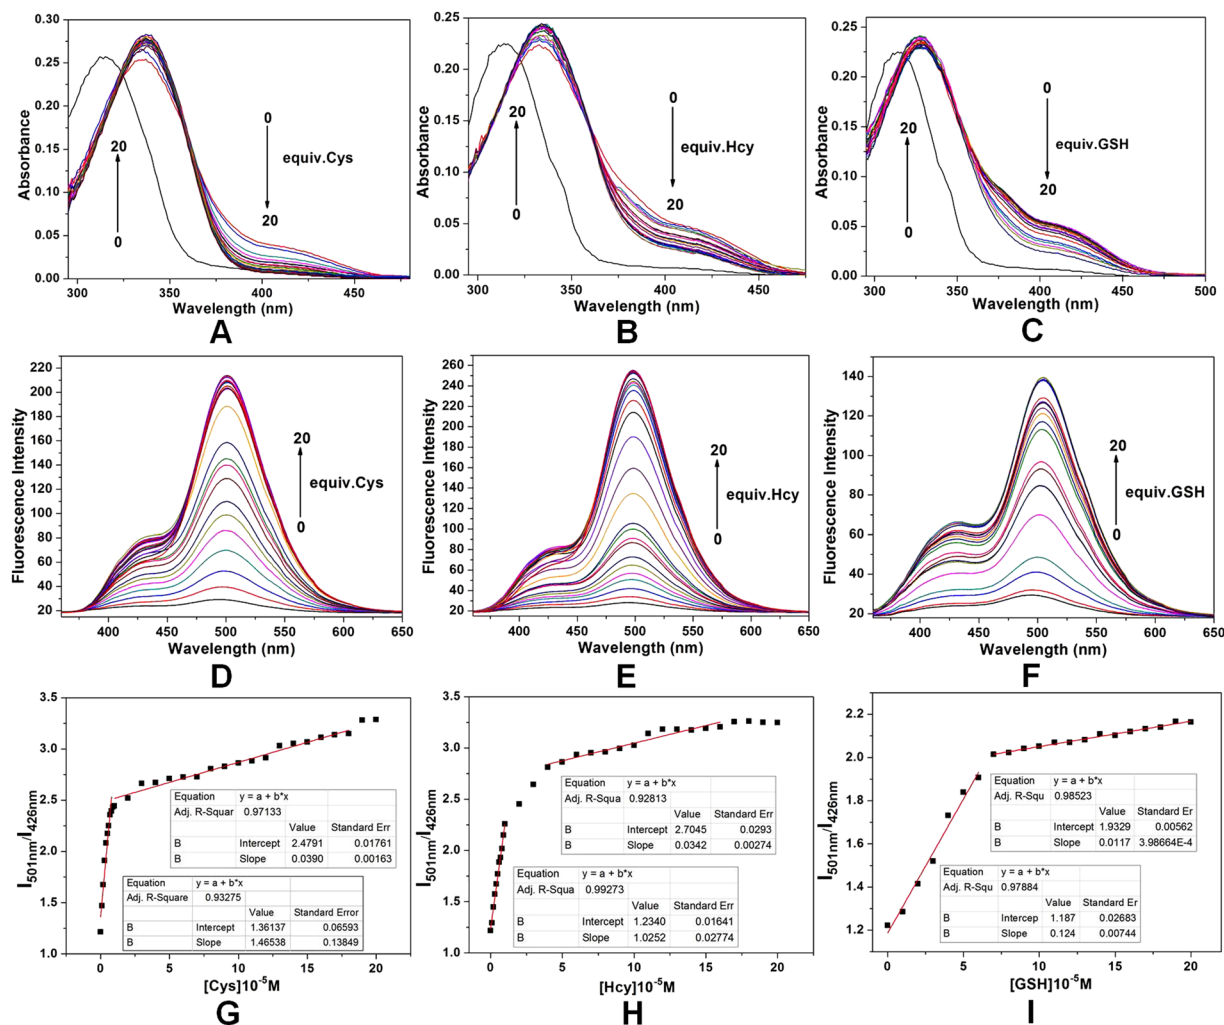 0.30
0.25
0.20
0.15
0.10
0.05
0.00
Absorbance
300
350
400
450
Wavelength (nm)
20
0
0
20
equiv.Cys
A
0.25
0.20
0.15
0.10
0.05
0.00
Absorbance
300
350
400
450
Wavelength (nm)
20
0
0
20
equiv.Hcy
B
0.25
0.20
0.15
0.10
0.05
0.00
Absorbance
300
350
400
450
500
Wavelength (nm)
20
0
0
20
equiv.GSH
C
220
200
180
160
140
120
100
80
60
40
20
Fluorescence Intensity
400
450
500
550
600
650
Wavelength (nm)
20
equiv.Cys
0
D
260
240
220
200
180
160
140
120
100
80
60
40
20
Fluorescence Intensity
400
450
500
550
600
650
Wavelength (nm)
20
equiv.Hcy
0
E
140
120
100
80
60
40
20
Fluorescence Intensity
400
450
500
550
600
650
Wavelength (nm)
20
equiv.GSH
0
F
3.5
3.0
2.5
2.0
1.5
1.0
I501nm/I426nm
Equation y = a + b*x
Adj. R-Squar 0.97133
Value Standard Err
B Intercept 2.4791 0.01761
B Slope 0.0390 0.00163
Equation y = a + b*x
Adj. R-Square 0.93275
Value Standard Error
B Intercept 1.36137 0.06593
B Slope 1.46538 0.13849
0 5 10 15 20
[Cys]10-5M
G
3.5
3.0
2.5
2.0
1.5
1.0
I501nm/I426nm
Equation y = a + b*x
Adj. R-Squa 0.92813
Value Standard Err
B Intercept 2.7045 0.0293
B Slope 0.0342 0.00274
Equation y = a + b*x
Adj. R-Squa 0.99273
Value Standard Err
B Intercept 1.2340 0.01641
B Slope 1.0252 0.02774
0 5 10 15 20
[Hcy]10-5M
H
2.2
2.0
1.8
1.6
1.4
1.2
I501nm/I426nm
Equation y = a + b*x
Adj. R-Squ 0.98523
Value Standard Er
B Intercept 1.9329 0.00562
B Slope 0.0117 3.98664E-4
Equation y = a + b*x
Adj. R-Squ 0.97884
Value Standard Er
B Intercep 1.187 0.02683
B Slope 0.124 0.00744
0 5 10 15 20
[GSH]10-5M
I